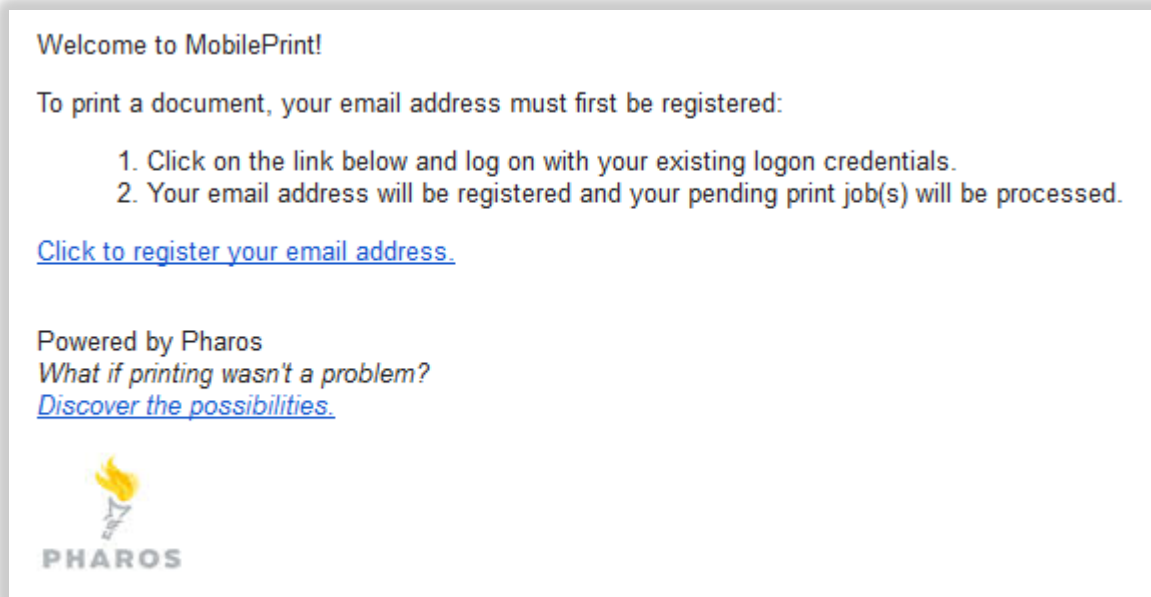 Welcome to MobilePrint!
To print a document, your email address must first be registered:
1. Click on the link below and log on with your existing logon credentials.
2. Your email address will be registered and your pending print job(s) will be processed.
Click to register your email address.
Powered by Pharos
What if printing wasn't a problem?
Discover the possibilities.
PHAROS